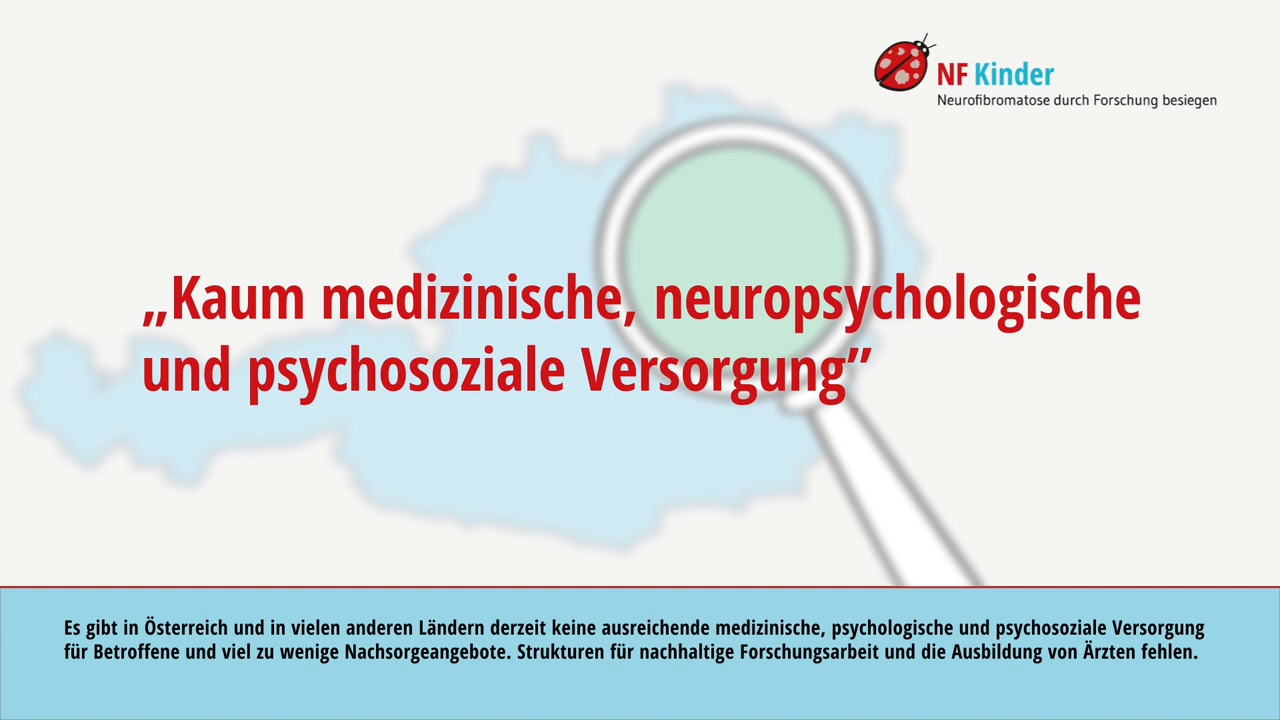 NF Kinder
Neurofibromatose durch Forschung besiegen
„Kaum medizinische, neuropsychologische
und psychosoziale Versorgung”
Es gibt in Österreich und in vielen anderen Ländern derzeit keine ausreichende medizinische, psychologische und psychosoziale Versorgung
für Betroffene und viel zu wenige Nachsorgeangebote. Strukturen für nachhaltige Forschungsarbeit und die Ausbildung von Ärzten fehlen.